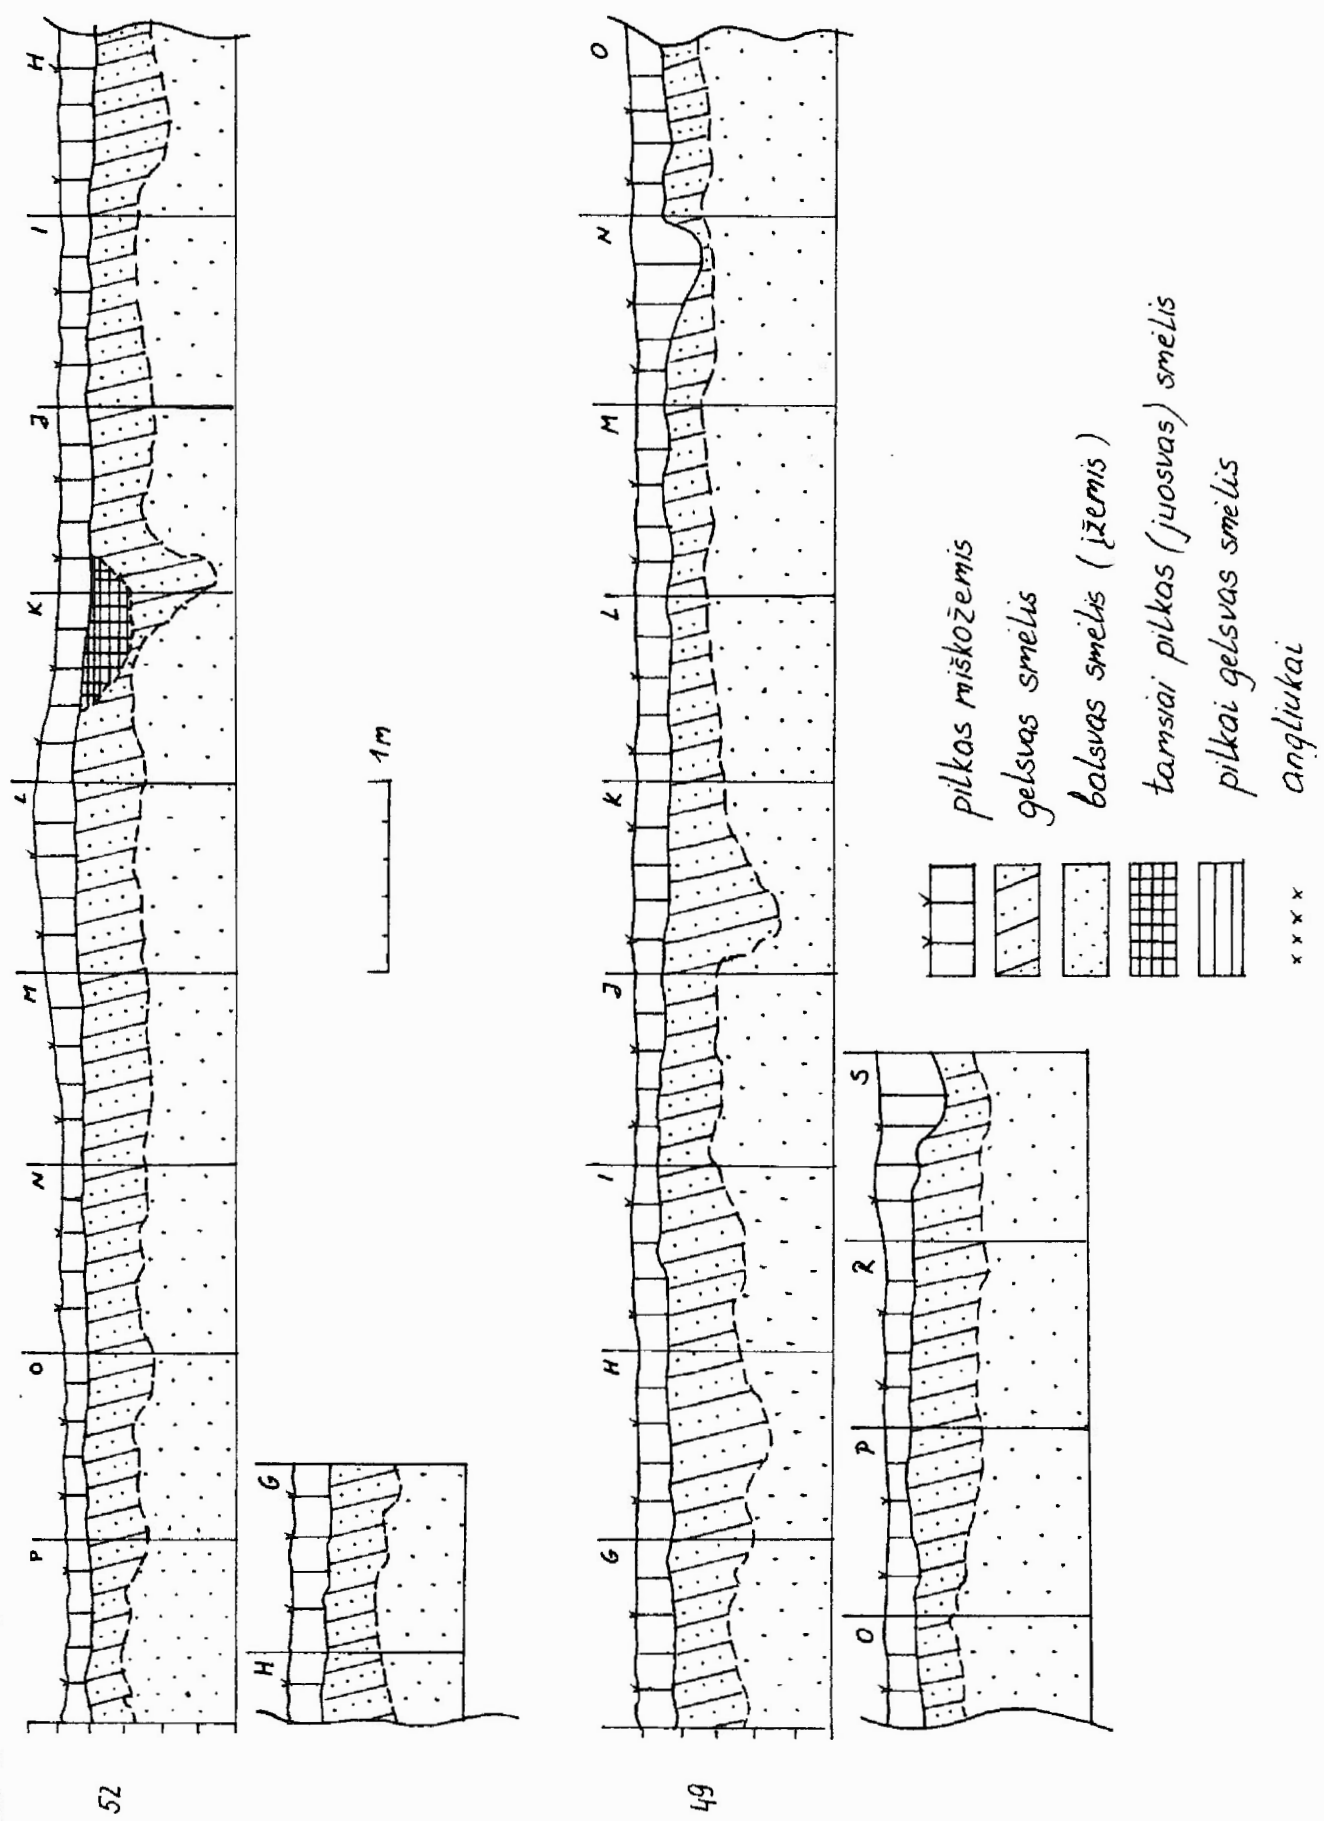 52
P O N M L K J I H
H G
1m
49
G H I J K L M N O
O P R S
pilkas miškožemis
gelsvas smėlis
balsvas smėlis (įžemis)
tamsiai pilkas (juosvas) smėlis
pilkai gelsvas smėlis
angliukai